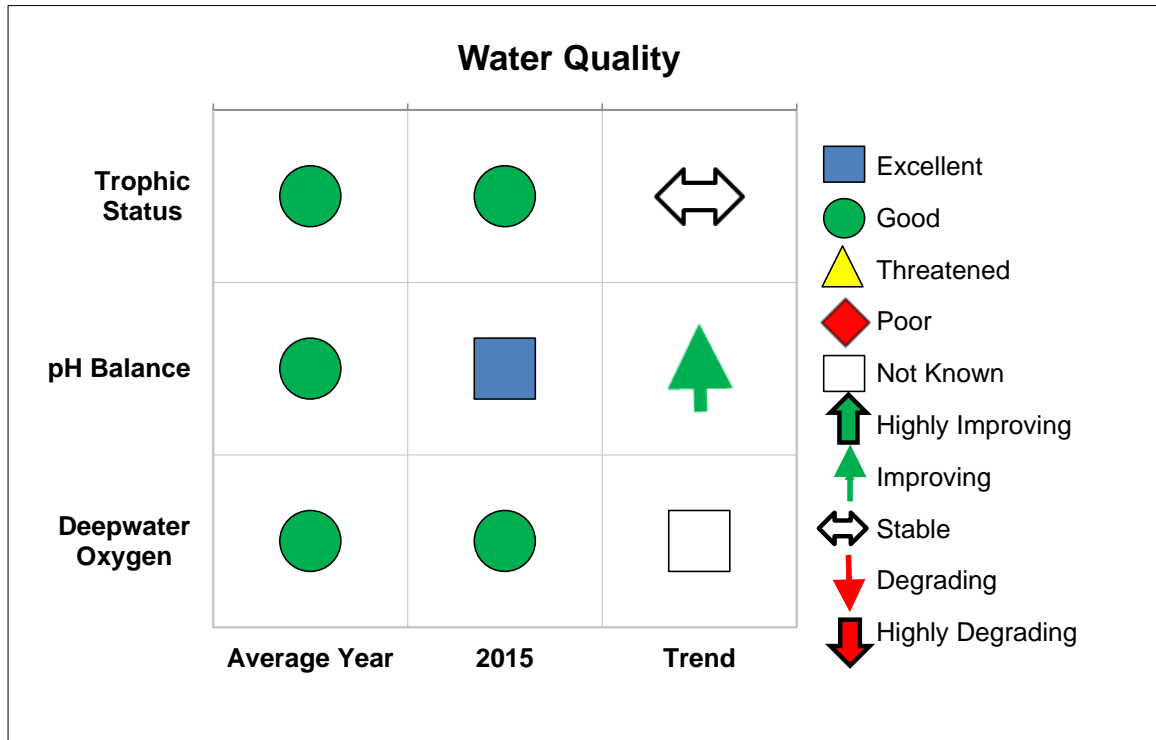 Water Quality
Trophic
Status
pH Balance
Deepwater
Oxygen
Average Year
2015
Trend
Excellent
Good
Threatened
Poor
Not Known
Highly Improving
Improving
Stable
Degrading
Highly Degrading